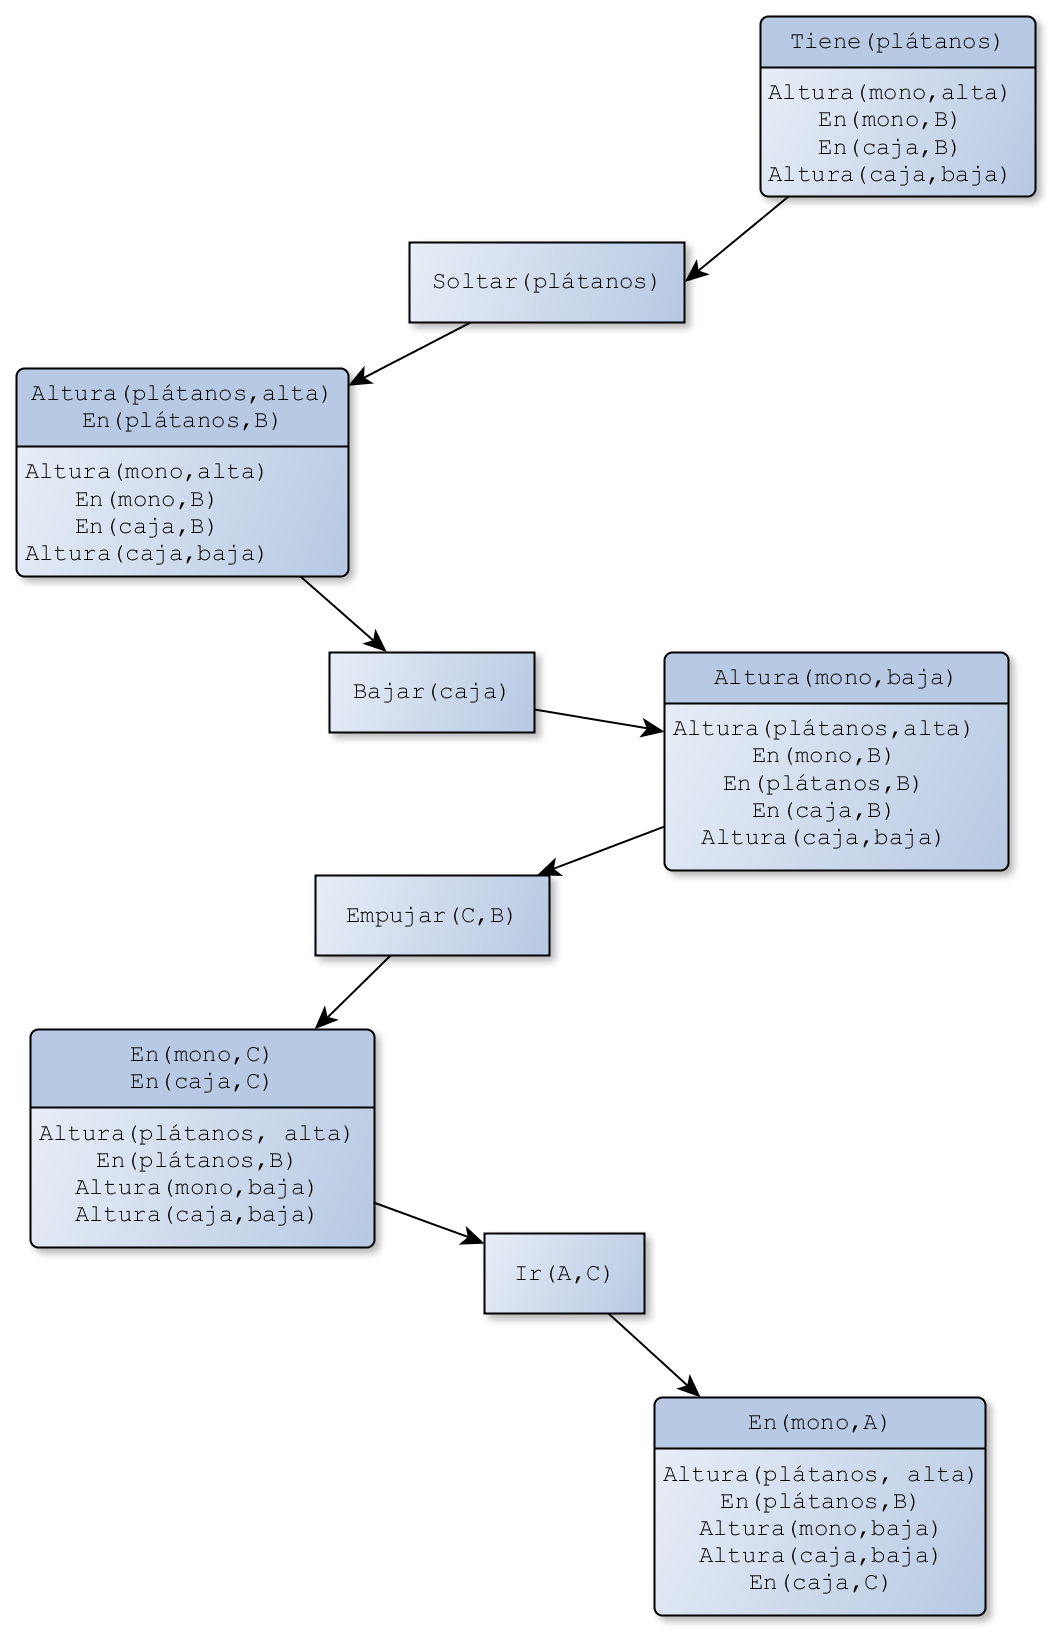 Tiene(plátanos)
Altura(mono,alta)
En(mono,B)
En(caja,B)
Altura(caja,baja)
Soltar(plátanos)
Altura(plátanos,alta)
En(plátanos,B)
Altura(mono,alta)
En(mono,B)
En(caja,B)
Altura(caja,baja)
Bajar(caja)
Altura(mono,baja)
Altura(plátanos,alta)
En(mono,B)
En(plátanos,B)
En(caja,B)
Altura(caja,baja)
Empujar(C,B)
En(mono,C)
En(caja,C)
Altura(plátanos, alta)
En(plátanos,B)
Altura(mono,baja)
Altura(caja,baja)
Ir(A,C)
En(mono,A)
Altura(plátanos, alta)
En(plátanos,B)
Altura(mono,baja)
Altura(caja,baja)
En(caja,C)